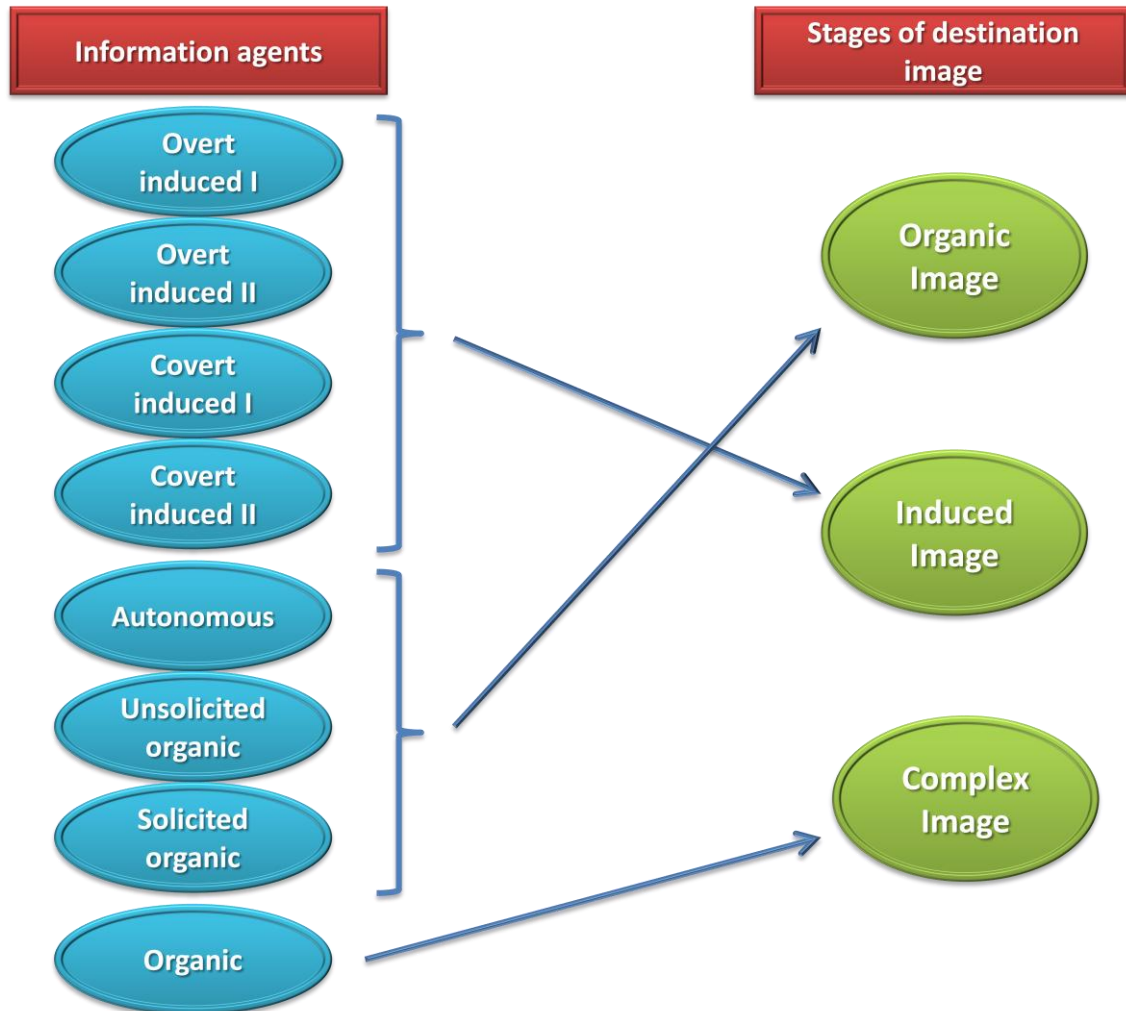 Information agents
Overt
induced I
Overt
induced II
Covert
induced I
Covert
induced II
Autonomous
Unsolicited
organic
Solicited
organic
Organic
Stages of destination
image
Organic
Image
Induced
Image
Complex
Image